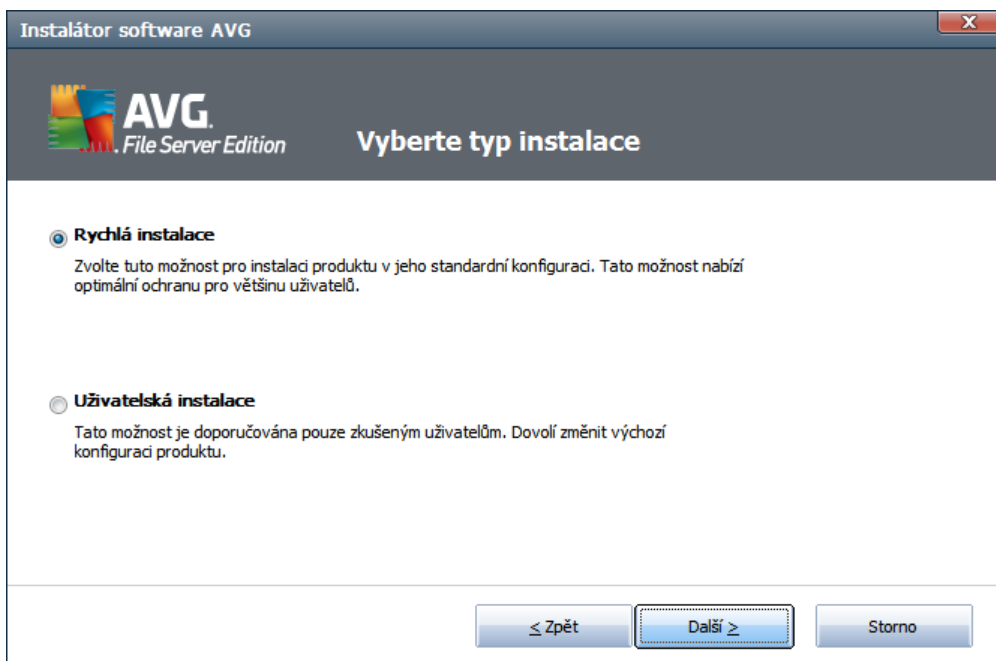 Instalátor software AVG
X
AVG.
File Server Edition
Vyberte typ instalace
Rychlá instalace
Zvolte tuto možnost pro instalaci produktu v jeho standardní konfiguraci. Tato možnost nabízí
optimální ochranu pro většinu uživatelů.
Uživatelská instalace
Tato možnost je doporučována pouze zkušeným uživatelům. Dovolí změnit výchozí
konfiguraci produktu.
< Zpět
Další >
Storno